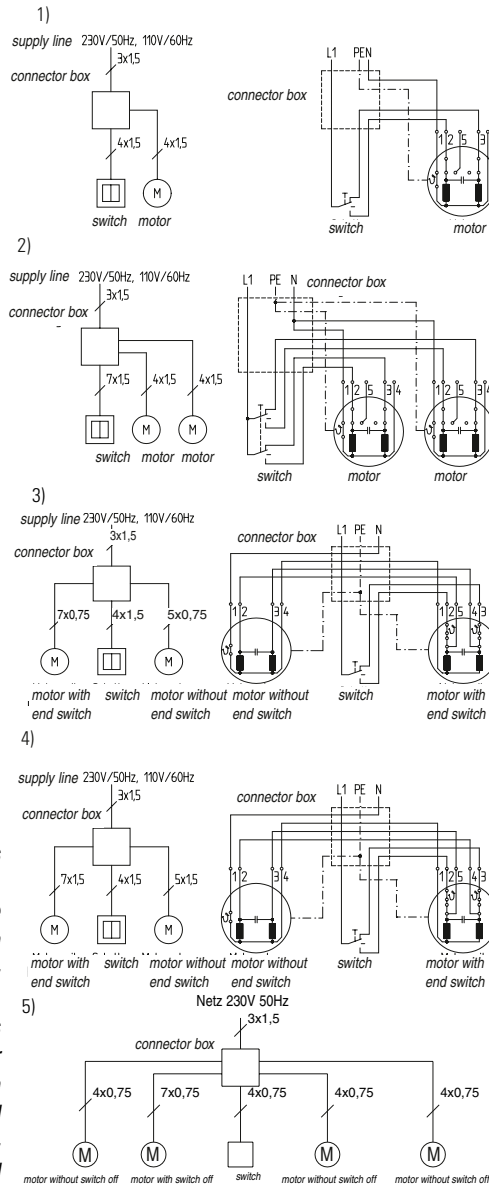 1)
supply line 230V/50Hz, 110V/60Hz
3x1,5
connector box
4x1,5 4x1,5
M
switch motor
L1 PEN
connector box
1 2 5 3
switch motor
2)
supply line 230V/50Hz, 110V/60Hz
3x1,5
connector box
7x1,5 4x1,5 4x1,5
M M
switch motor motor
L1 PE N connector box
1 2 5 3 4 1 2 5 3 4
switch motor motor
3)
supply line 230V/50Hz, 110V/60Hz
3x1,5
connector box
7x0,75 4x1,5 5x0,75
M M
motor with switch motor without
end switch end switch
L1 PE N
connector box
1 2 3 4 1 2 5 4 3
motor without switch motor with
end switch end switch
4)
supply line 230V/50Hz, 110V/60Hz
3x1,5
connector box
7x1,5 4x1,5 5x1,5
M M
motor with switch motor without
end switch end switch
L1 PE N
connector box
1 2 3 4 1 2 5 4 3
motor without switch motor with
end switch end switch
5)
Netz 230V 50Hz
3x1,5
connector box
4x0,75 7x0,75 4x0,75 4x0,75 4x0,75
M M M M
motor without switch off motor with switch off switch motor without switch off motor without switch off